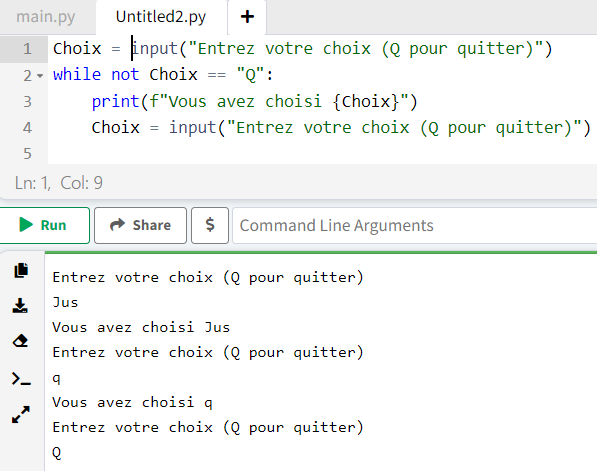 main.py Untitled2.py +
1 Choix = input("Entrez votre choix (Q pour quitter)")
2 while not Choix == "Q":
3 print(f"Vous avez choisi {Choix}")
4 Choix = input("Entrez votre choix (Q pour quitter)")
5
Ln: 1, Col: 9
Run Share $ Command Line Arguments
Entrez votre choix (Q pour quitter)
Jus
Vous avez choisi Jus
Entrez votre choix (Q pour quitter)
q
Vous avez choisi q
Entrez votre choix (Q pour quitter)
Q